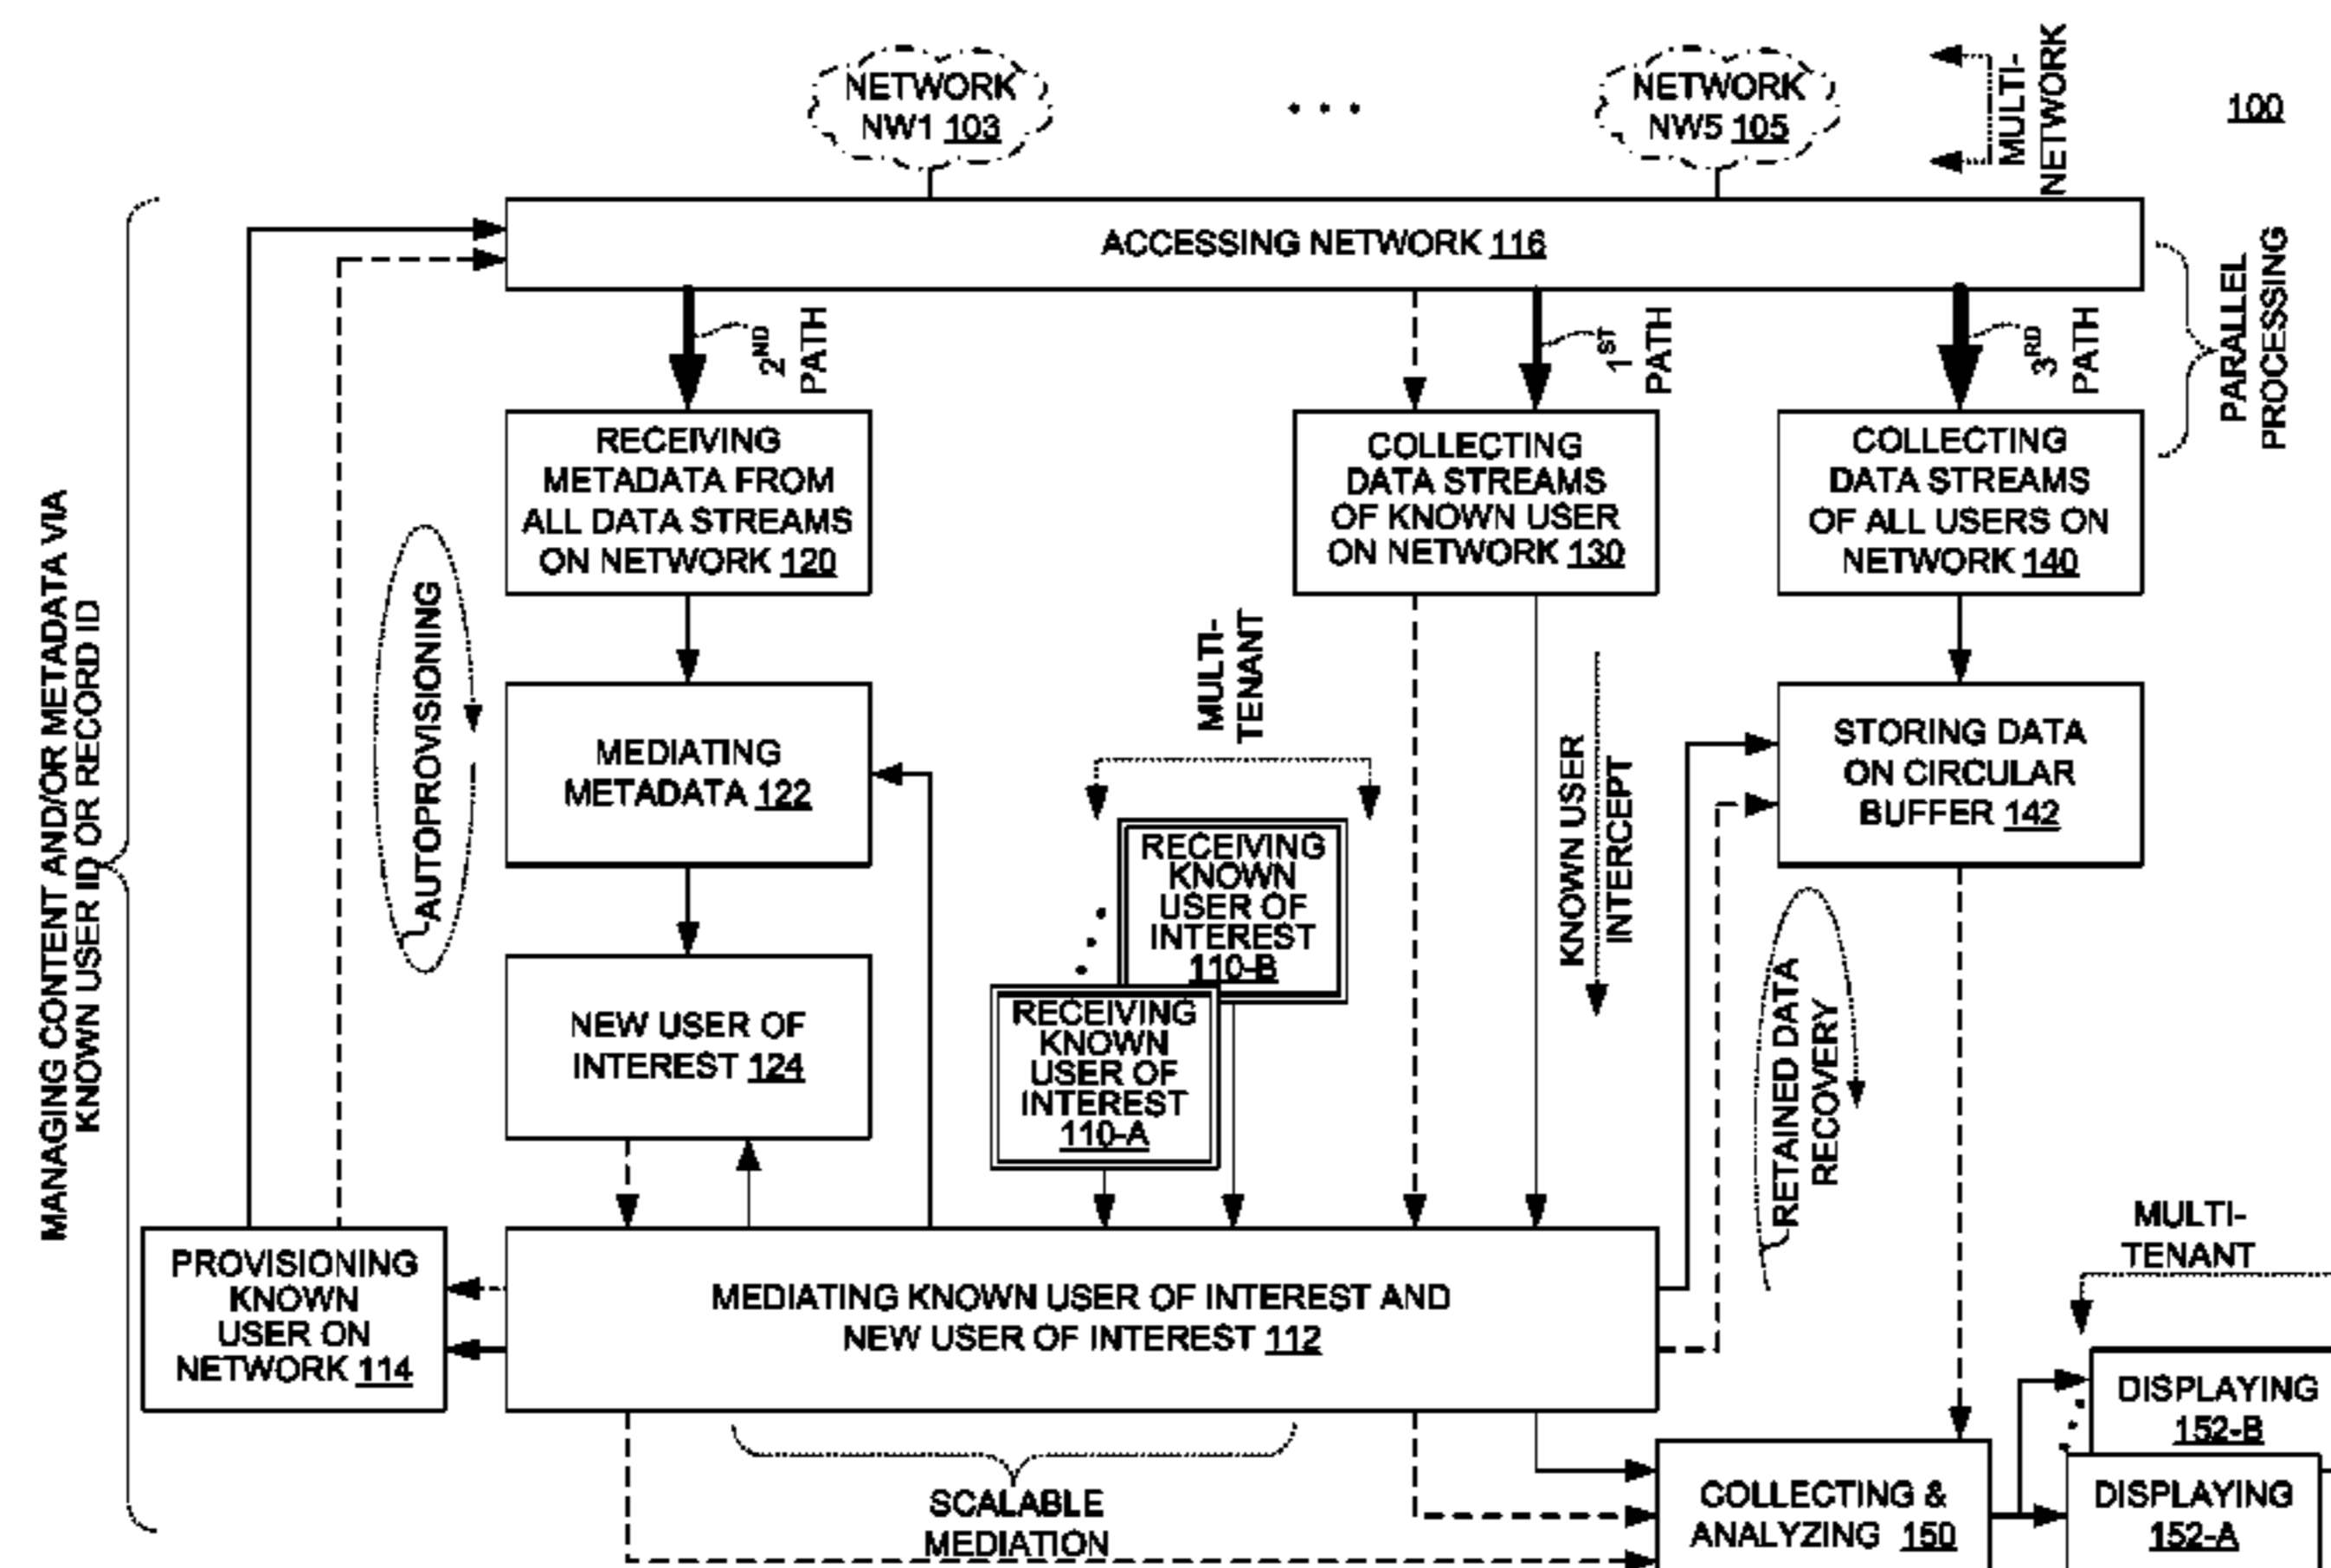 NETWORK
NW1 103
. . .
NETWORK
NW5 105
MULTI-
NETWORK
100
ACCESSING NETWORK 116
PARALLEL
PROCESSING
2ND
PATH
1ST
PATH
3RD
PATH
RECEIVING
METADATA FROM
ALL DATA STREAMS
ON NETWORK 120
COLLECTING
DATA STREAMS
OF KNOWN USER
ON NETWORK 130
COLLECTING
DATA STREAMS
OF ALL USERS ON
NETWORK 140
MANAGING CONTENT AND/OR METADATA VIA
KNOWN USER ID OR RECORD ID
AUTOPROVISIONING
MULTI-
TENANT
MEDIATING
METADATA 122
KNOWN USER
INTERCEPT
STORING DATA
ON CIRCULAR
BUFFER 142
RECEIVING
KNOWN
USER OF
INTEREST
110-B
NEW USER OF
INTEREST 124
RECEIVING
KNOWN
USER OF
INTEREST
110-A
RETAINED DATA
RECOVERY
PROVISIONING
KNOWN
USER ON
NETWORK 114
MEDIATING KNOWN USER OF INTEREST AND
NEW USER OF INTEREST 112
MULTI-
TENANT
DISPLAYING
152-B
SCALABLE
MEDIATION
COLLECTING &
ANALYZING 150
DISPLAYING
152-A